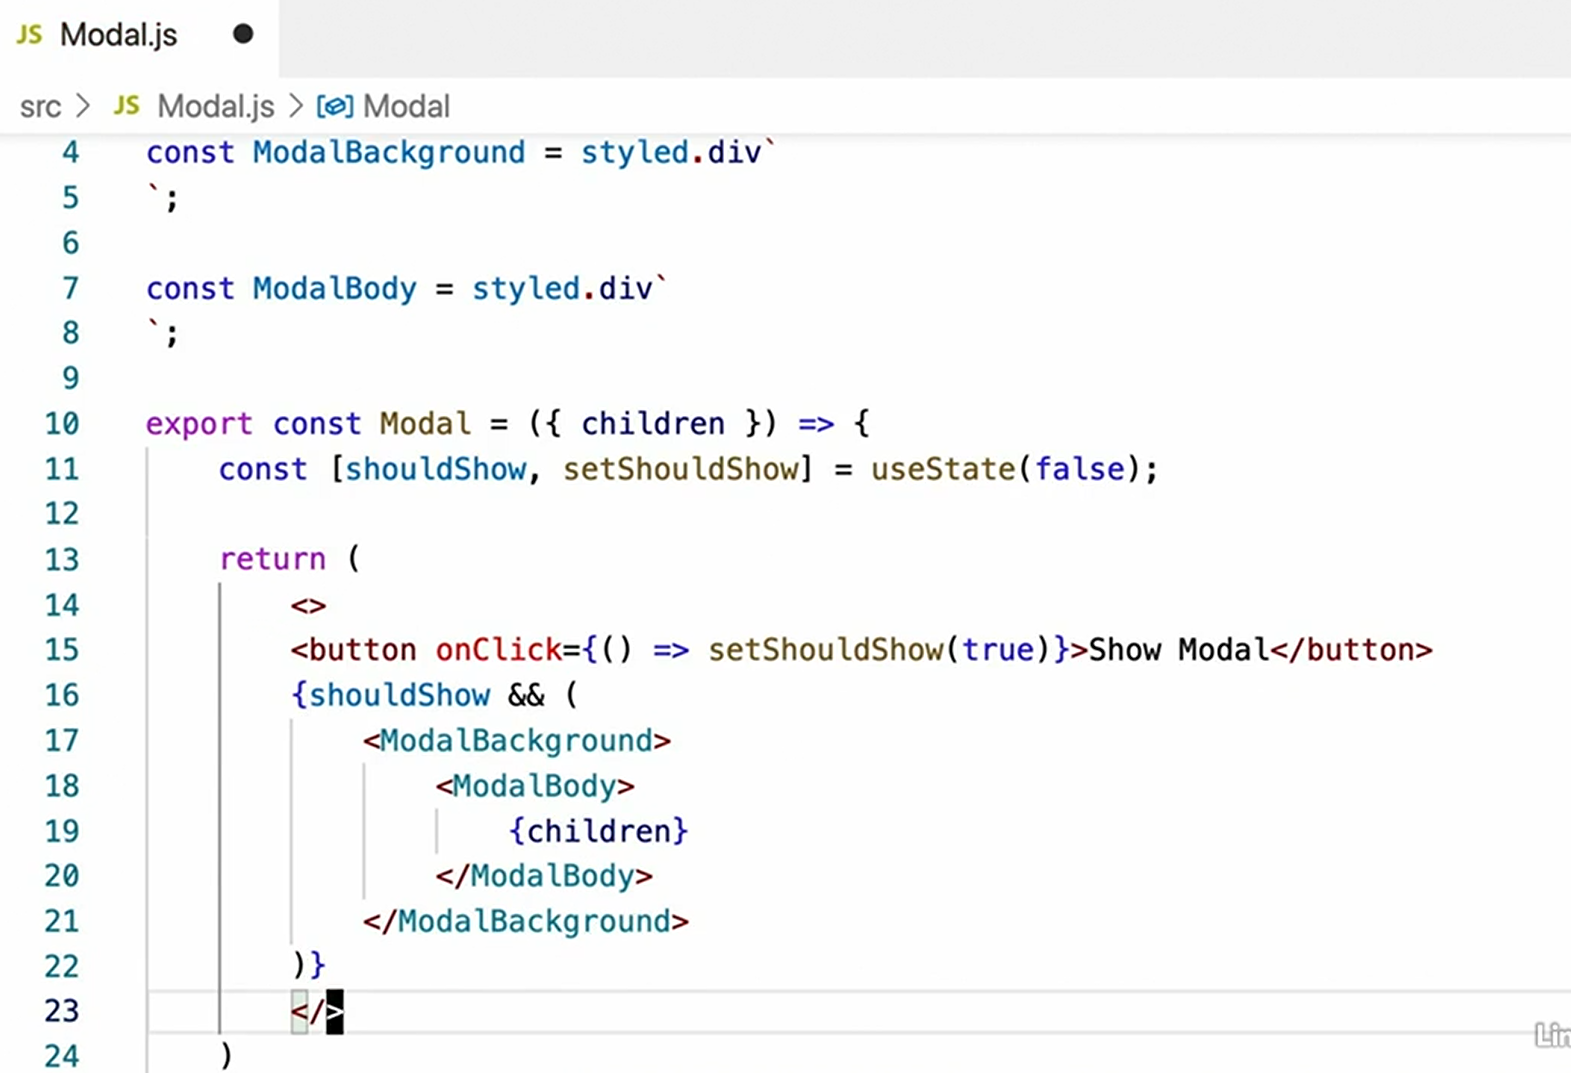 JS Modal.js
src > JS Modal.js > Modal
4 const ModalBackground = styled.div`
5 `;
6
7 const ModalBody = styled.div`
8 `;
9
10 export const Modal = ({ children }) => {
11     const [shouldShow, setShouldShow] = useState(false);
12
13     return (
14         <>
15         <button onClick={() => setShouldShow(true)}>Show Modal</button>
16         {shouldShow && (
17             <ModalBackground>
18                 <ModalBody>
19                     {children}
20                 </ModalBody>
21             </ModalBackground>
22         )}
23         </>
24     )